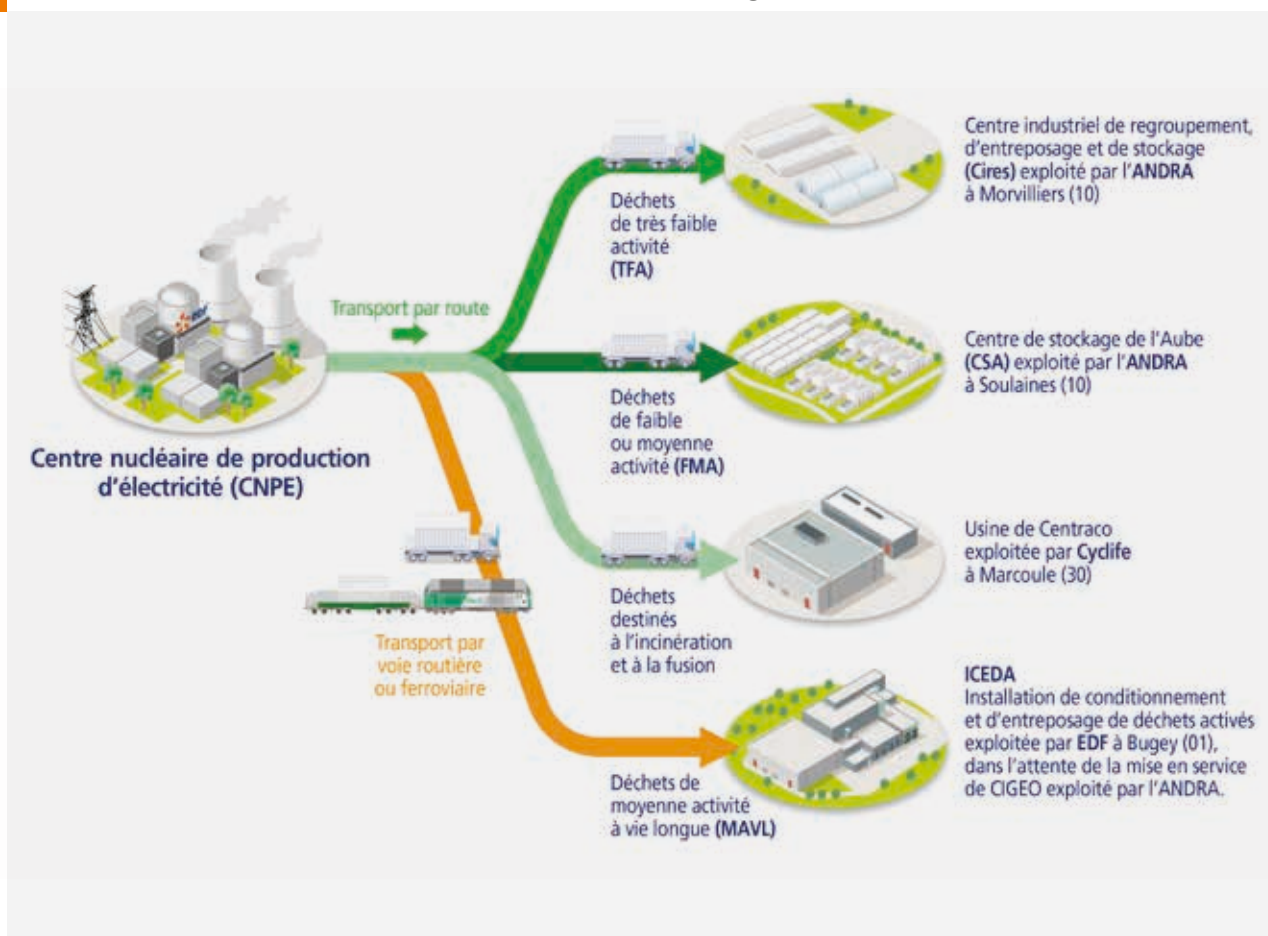 Centre industriel de regroupement,
d'entreposage et de stockage
(Cires) exploité par l'ANDRA
à Morvilliers (10)
Déchets
de très faible
activité
(TFA)
Transport par route
edf
Centre de stockage de l'Aube
(CSA) exploité par l'ANDRA
à Soulaines (10)
Déchets
de faible
ou moyenne
activité (FMA)
Centre nucléaire de production
d'électricité (CNPE)
Usine de Centraco
exploitée par Cyclife
à Marcoule (30)
Déchets
destinés
à l'incinération
et à la fusion
Transport par
voie routière
ou ferroviaire
ICEDA
Installation de conditionnement
et d'entreposage de déchets activés
exploitée par EDF à Bugey (01),
dans l'attente de la mise en service
de CIGEO exploité par l'ANDRA.
Déchets de
moyenne activité
à vie longue (MAVL)